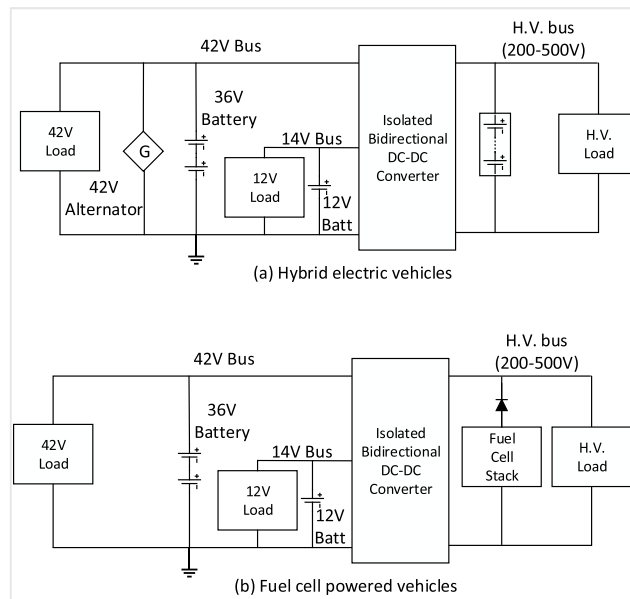 H.V. bus
(200-500V)
42V Bus
36V
Battery
42V
Load
G
42V
Alternator
14V Bus
12V
Load
12V
Batt
Isolated
Bidirectional
DC-DC
Converter
H.V.
Load
(a) Hybrid electric vehicles
H.V. bus
(200-500V)
42V Bus
36V
Battery
42V
Load
14V Bus
12V
Load
12V
Batt
Isolated
Bidirectional
DC-DC
Converter
Fuel
Cell
Stack
H.V.
Load
(b) Fuel cell powered vehicles